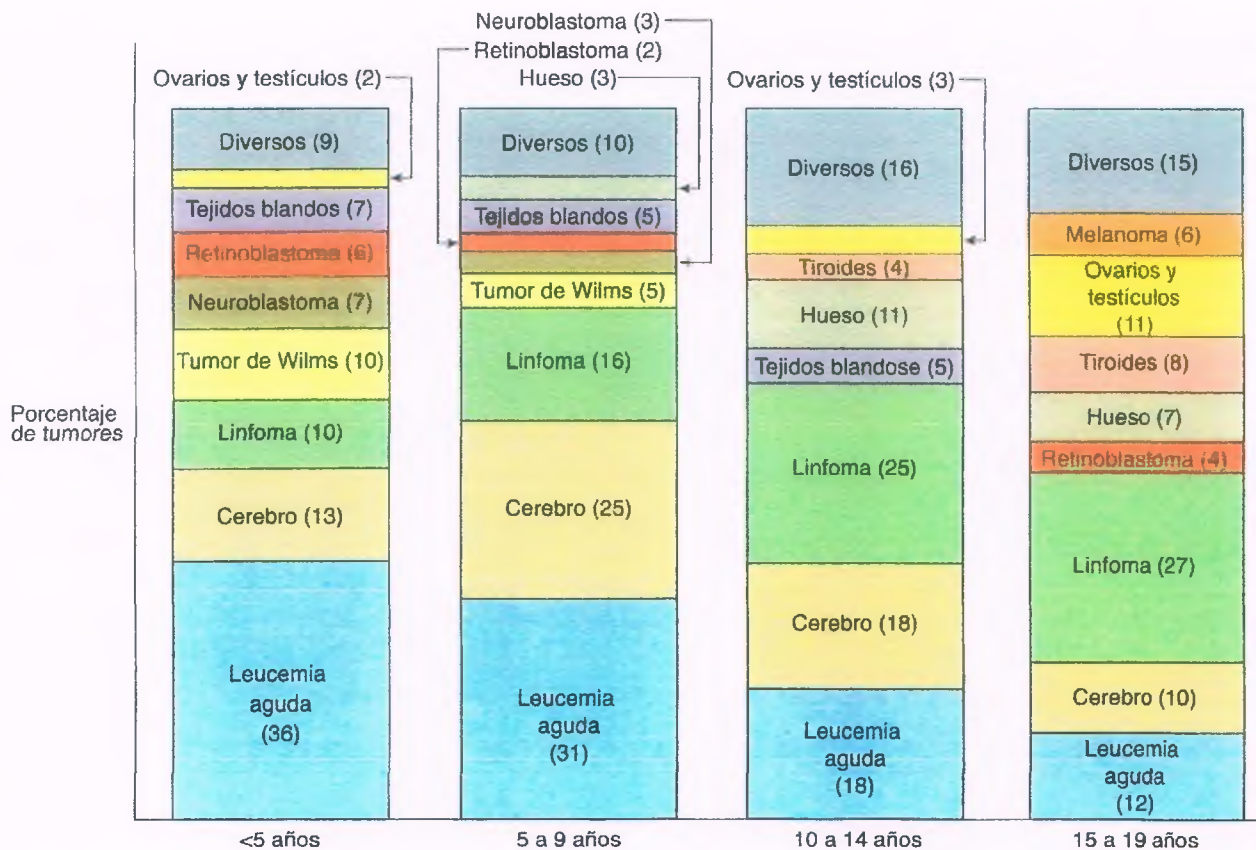 Neuroblastoma (3)
Retinoblastoma (2)
Ovarios y testículos (2)
Hueso (3)
Ovarios y testículos (3)
Porcentaje
de tumores
Diversos (9)
Tejidos blandos (7)
Retinoblastoma (6)
Neuroblastoma (7)
Tumor de Wilms (10)
Linfoma (10)
Cerebro (13)
Leucemia
aguda
(36)
<5 años
Diversos (10)
Tejidos blandos (5)
Tumor de Wilms (5)
Linfoma (16)
Cerebro (25)
Leucemia
aguda
(31)
5 a 9 años
Diversos (16)
Tiroides (4)
Hueso (11)
Tejidos blandose (5)
Linfoma (25)
Cerebro (18)
Leucemia
aguda
(18)
10 a 14 años
Diversos (15)
Melanoma (6)
Ovarios y
testículos
(11)
Tiroides (8)
Hueso (7)
Retinoblastoma (4)
Linfoma (27)
Cerebro (10)
Leucemia
aguda
(12)
15 a 19 años